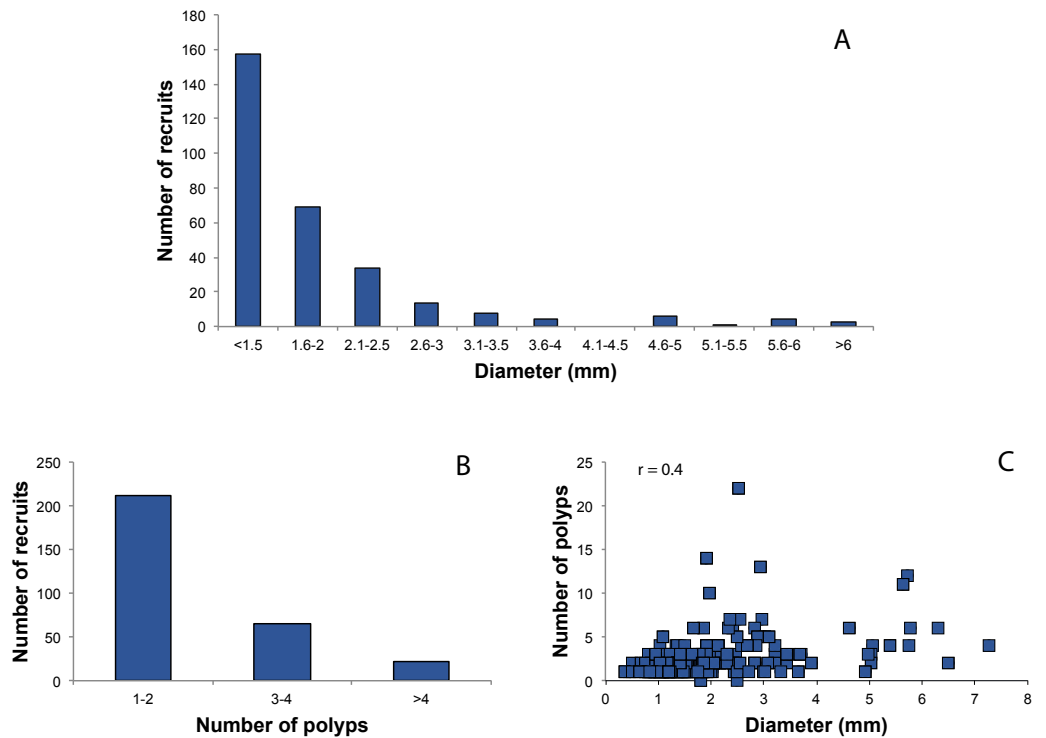 A
180
160
140
120
100
80
60
40
20
0
Number of recruits
<1.5 1.6-2 2.1-2.5 2.6-3 3.1-3.5 3.6-4 4.1-4.5 4.6-5 5.1-5.5 5.6-6 >6
Diameter (mm)
B
250
200
150
100
50
0
Number of recruits
1-2 3-4 >4
Number of polyps
C
r = 0.4
25
20
15
10
5
0
Number of polyps
0 1 2 3 4 5 6 7 8
Diameter (mm)